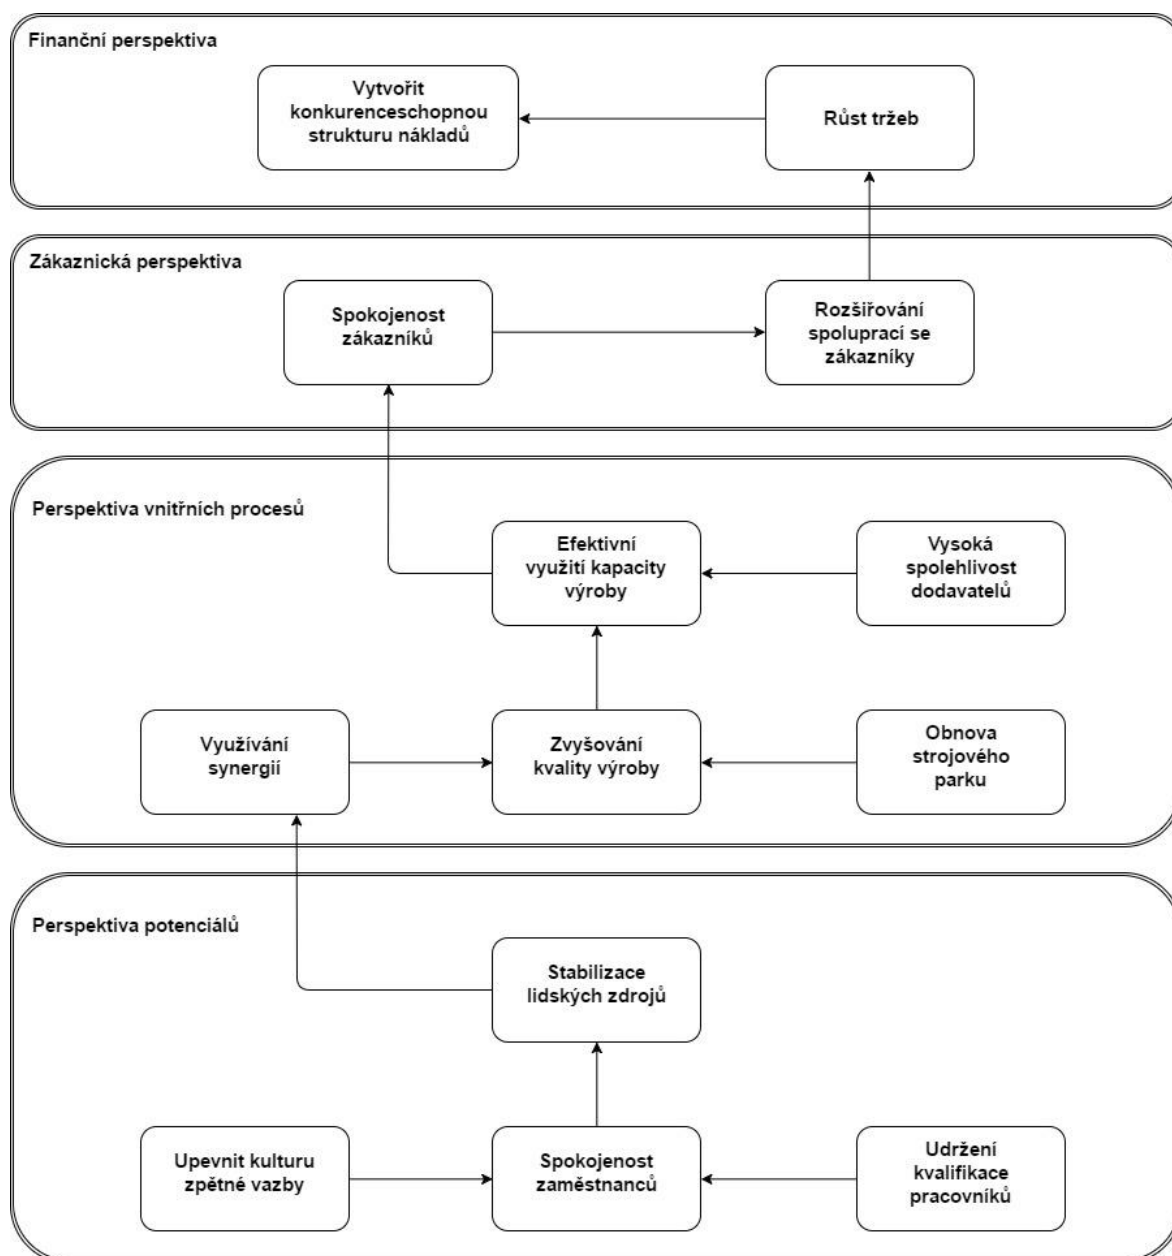 Finanční perspektiva
Vytvořit
konkurenceschopnou
strukturu nákladů
Růst tržeb
Zákaznická perspektiva
Spokojenost
zákazníků
Rozšiřování
spoluprací se
zákazníky
Perspektiva vnitřních procesů
Efektivní
využití kapacity
výroby
Vysoká
spolehlivost
dodavatelů
Využívání
synergií
Zvyšování
kvality výroby
Obnova
strojového
parku
Perspektiva potenciálů
Stabilizace
lidských zdrojů
Upevnit kulturu
zpětné vazby
Spokojenost
zaměstnanců
Udržení
kvalifikace
pracovníků